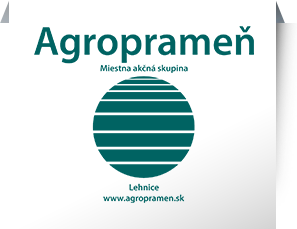 Agroprameň
Miestna akčná skupina
Lehnice
www.agropramen.sk